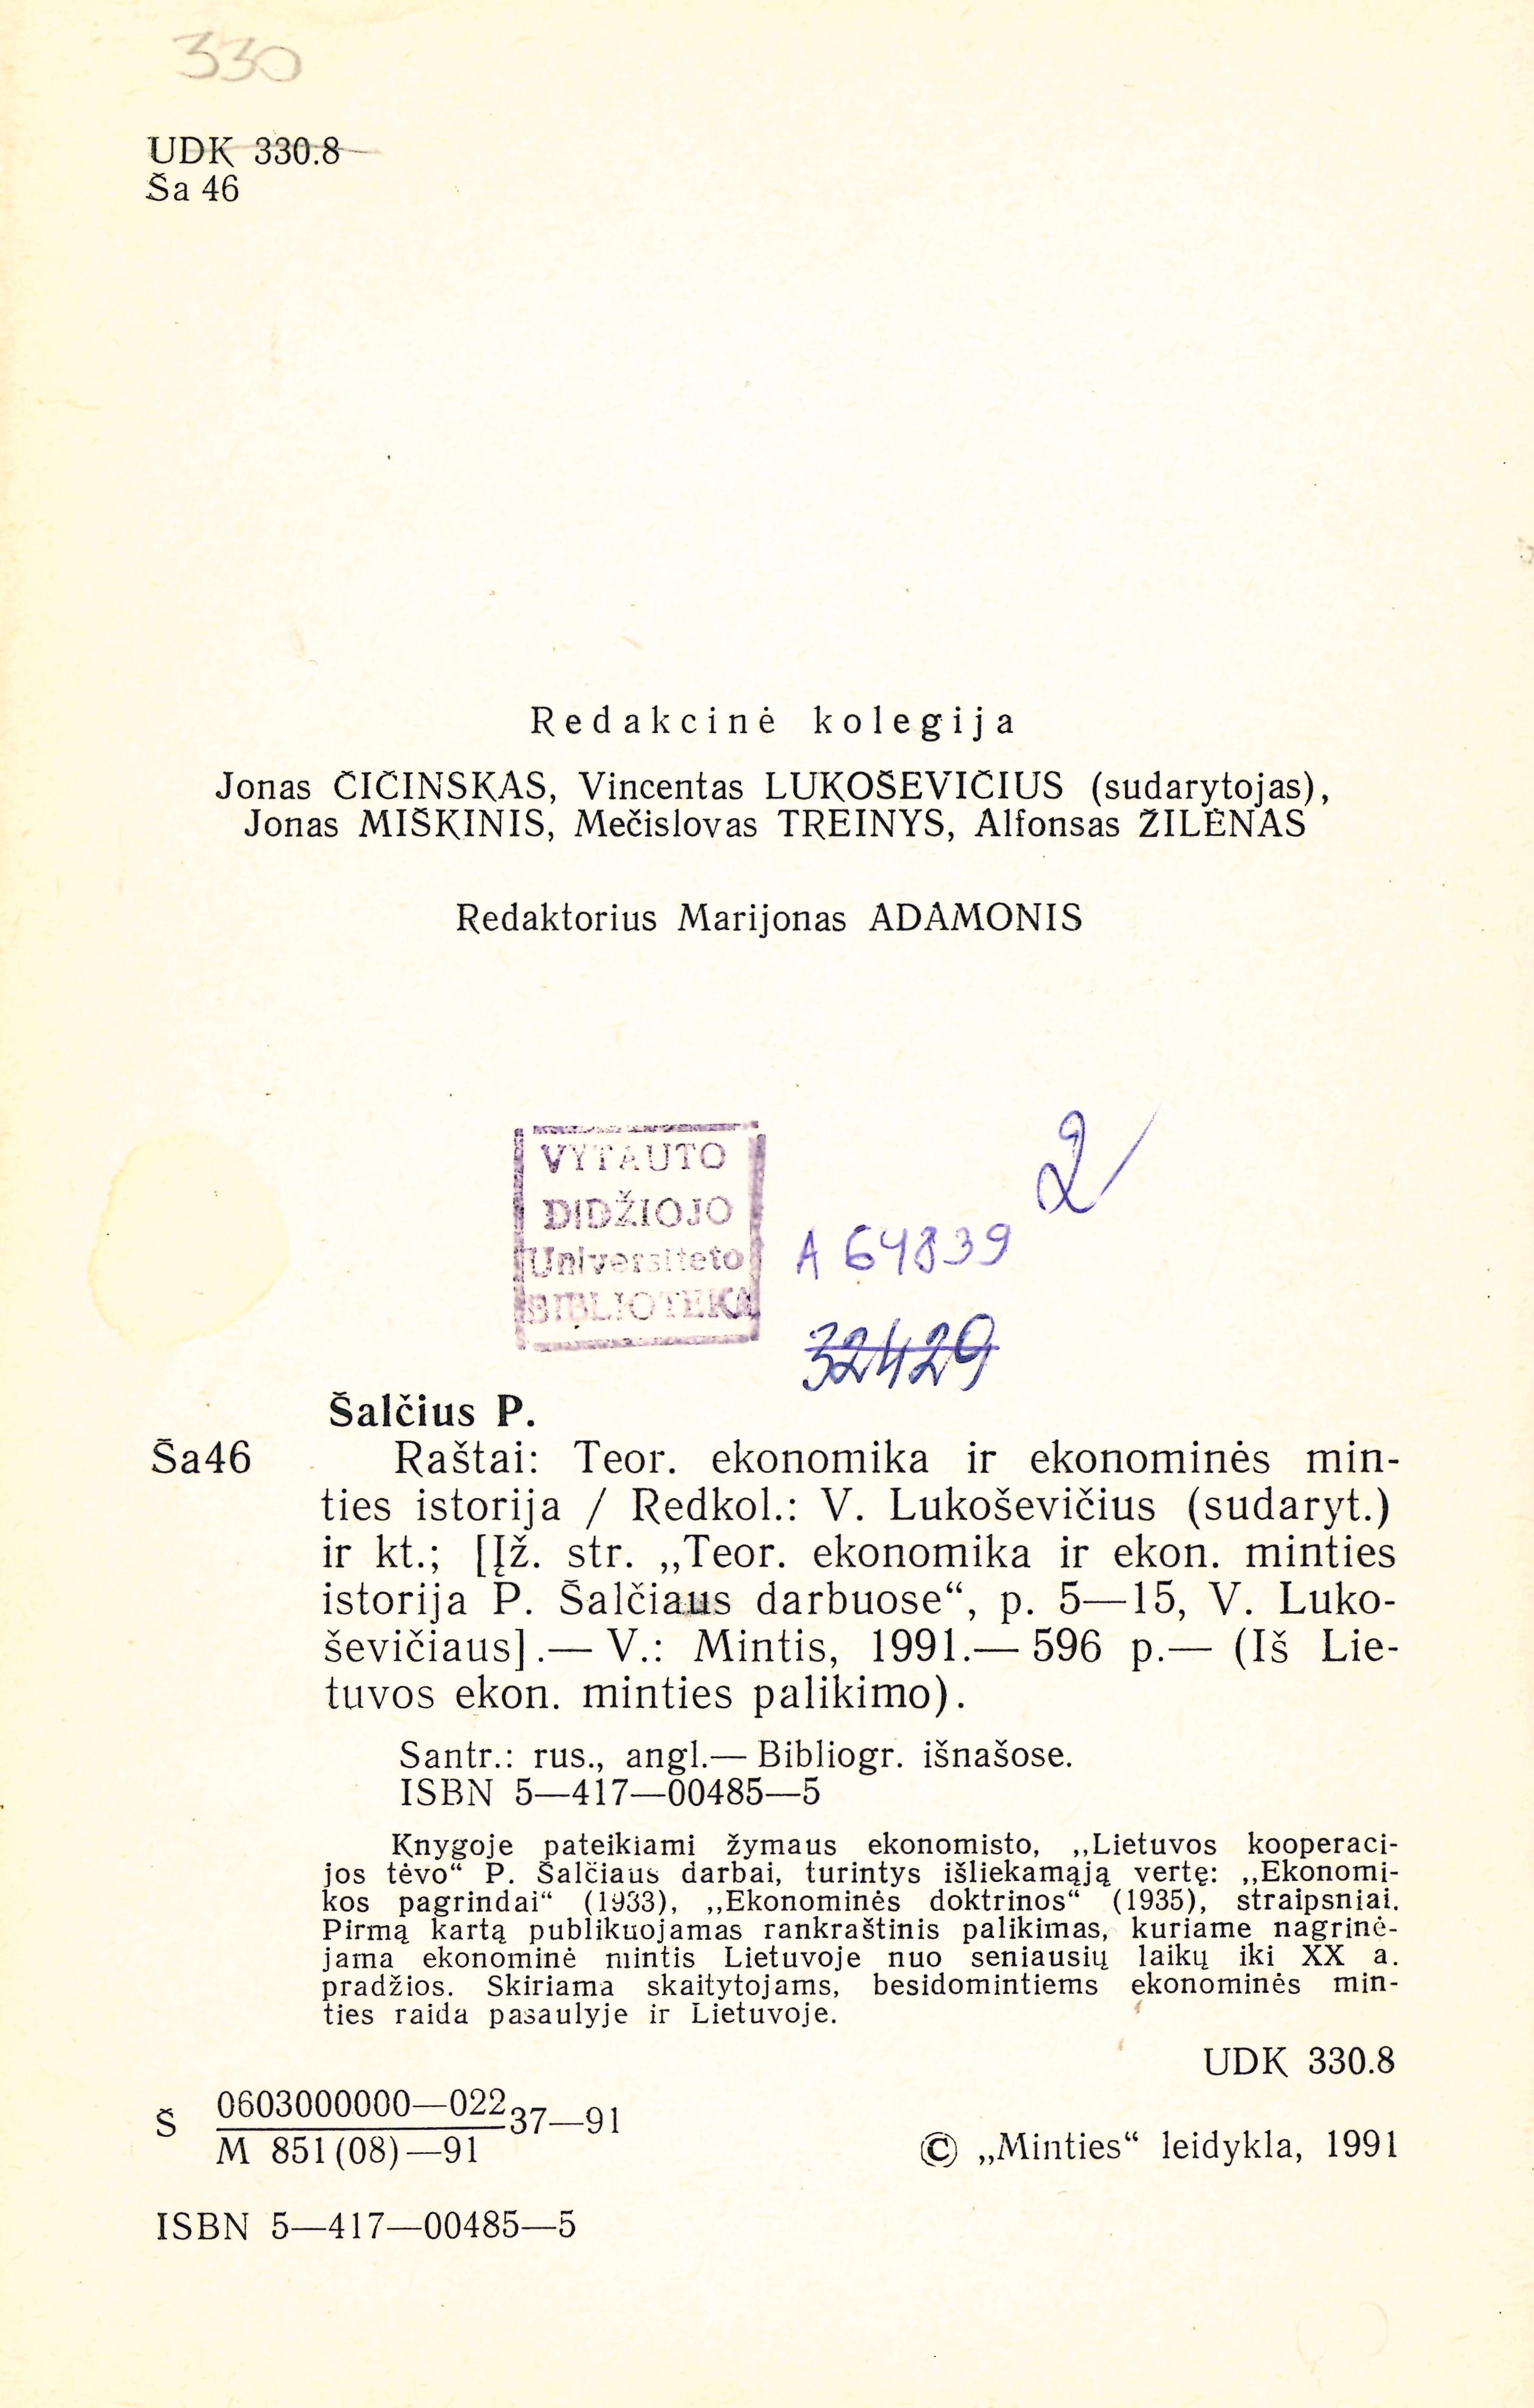 330
UDK 330.8
Ša 46
Redakcinė kolegija
Jonas ČIČINSKAS, Vincentas LUKOŠEVIČIUS (sudarytojas),
Jonas MIŠKINIS, Mečislovas TREINYS, Alfonsas ŽILĖNAS
Redaktorius Marijonas ADAMONIS
VYTAUTO
DIDŽIOJO
Universiteto
BIBLIOTEKA
2
A 64839
32429
Šalčius P.
Ša46 Raštai: Teor. ekonomika ir ekonominės min-
ties istorija / Redkol.: V. Lukoševičius (sudaryt.)
ir kt.; [Įž. str. „Teor. ekonomika ir ekon. minties
istorija P. Šalčiaus darbuose“, p. 5—15, V. Luko-
ševičiaus].— V.: Mintis, 1991.— 596 p.— (Iš Lie-
tuvos ekon. minties palikimo).
Santr.: rus., angl.— Bibliogr. išnašose.
ISBN 5—417—00485—5
Knygoje pateikiami žymaus ekonomisto, „Lietuvos kooperaci-
jos tėvo“ P. Šalčiaus darbai, turintys išliekamąją vertę: „Ekonomi-
kos pagrindai“ (1933), „Ekonominės doktrinos“ (1935), straipsniai.
Pirmą kartą publikuojamas rankraštinis palikimas, kuriame nagrinė-
jama ekonominė mintis Lietuvoje nuo seniausių laikų iki XX a.
pradžios. Skiriama skaitytojams, besidomintiems ekonominės min-
ties raida pasaulyje ir Lietuvoje.
UDK 330.8
Š 0603000000—022 37—91
M 851(08)—91
© „Minties“ leidykla, 1991
ISBN 5—417—00485—5